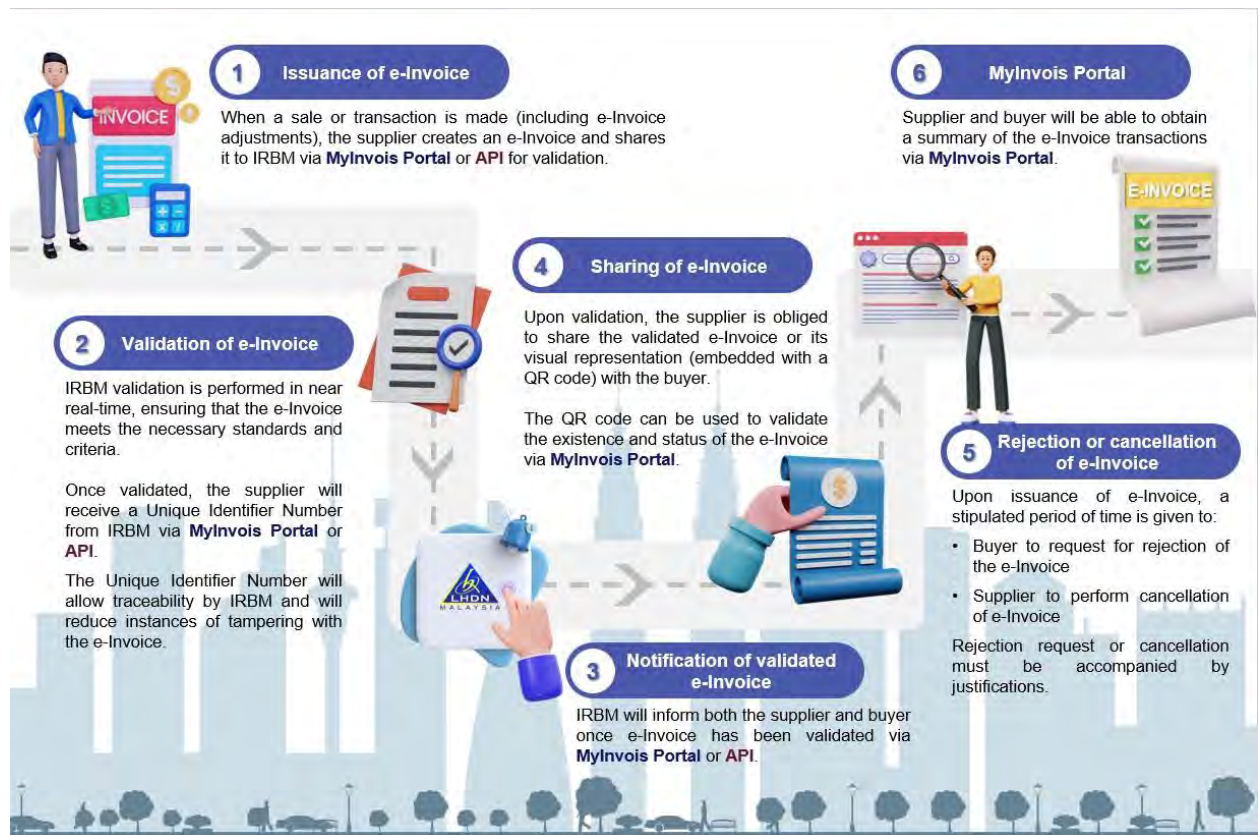 1 Issuance of e-Invoice
When a sale or transaction is made (including e-Invoice
adjustments), the supplier creates an e-Invoice and shares
it to IRBM via MyInvois Portal or API for validation.
INVOICE
2 Validation of e-Invoice
IRBM validation is performed in near
real-time, ensuring that the e-Invoice
meets the necessary standards and
criteria.
Once validated, the supplier will
receive a Unique Identifier Number
from IRBM via MyInvois Portal or
API.
The Unique Identifier Number will
allow traceability by IRBM and will
reduce instances of tampering with
the e-Invoice.
LHDN
MALAYSIA
3 Notification of validated
e-Invoice
IRBM will inform both the supplier and buyer
once e-Invoice has been validated via
MyInvois Portal or API.
4 Sharing of e-Invoice
Upon validation, the supplier is obliged
to share the validated e-Invoice or its
visual representation (embedded with a
QR code) with the buyer.
The QR code can be used to validate
the existence and status of the e-Invoice
via MyInvois Portal.
5 Rejection or cancellation
of e-Invoice
Upon issuance of e-Invoice, a
stipulated period of time is given to:
• Buyer to request for rejection of
the e-Invoice
• Supplier to perform cancellation
of e-Invoice
Rejection request or cancellation
must be accompanied by
justifications.
6 MyInvois Portal
Supplier and buyer will be able to obtain
a summary of the e-Invoice transactions
via MyInvois Portal.
E-INVOICE